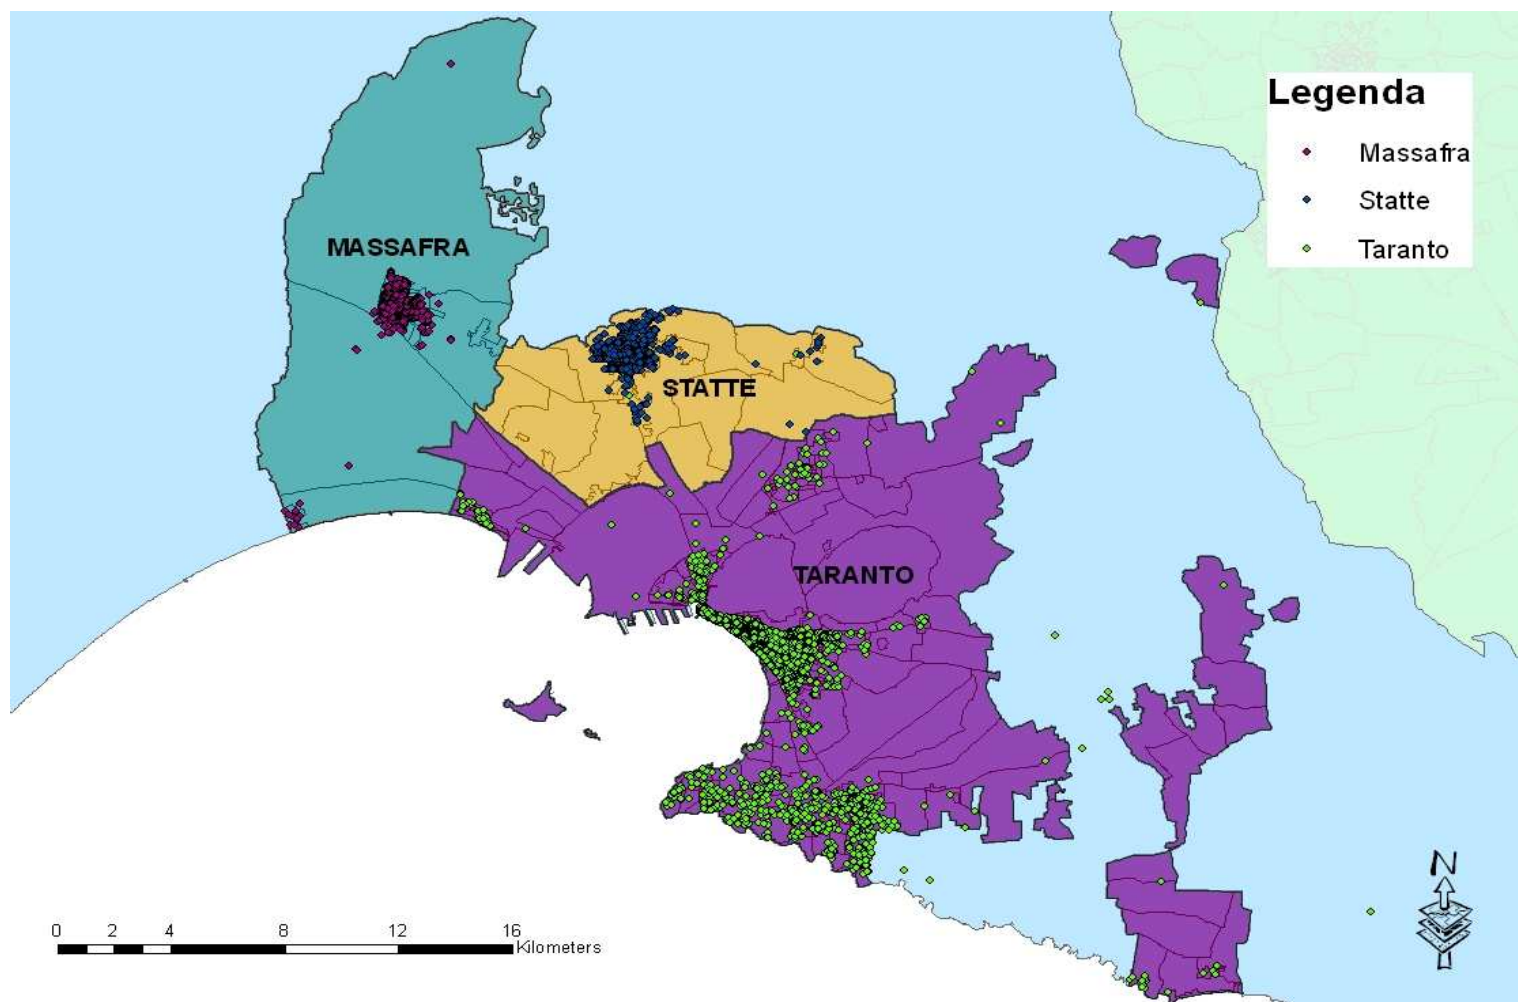 Legenda
Massafra
Statte
Taranto
MASSAFRA
STATTE
TARANTO
N
0 2 4 8 12 16
Kilometers